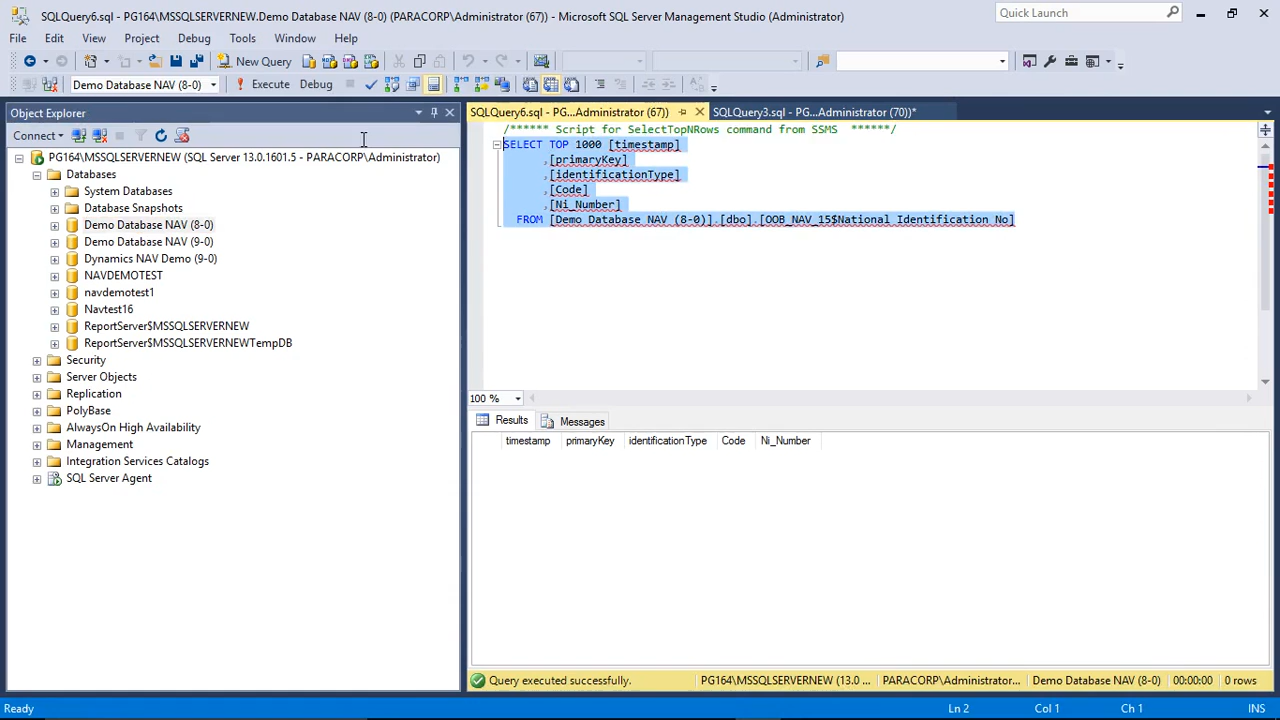 SQLQuery6.sql - PG164\MSSQLSERVERNEW.Demo Database NAV (8-0) (PARACORP\Administrator (67)) - Microsoft SQL Server Management Studio (Administrator)
Quick Launch
File Edit View Project Debug Tools Window Help
New Query
Demo Database NAV (8-0) Execute Debug
Object Explorer
SQLQuery6.sql - PG...Administrator (67))
SQLQuery3.sql - PG...Administrator (70))*
Connect
PG164\MSSQLSERVERNEW (SQL Server 13.0.1601.5 - PARACORP\Administrator)
Databases
System Databases
Database Snapshots
Demo Database NAV (8-0)
Demo Database NAV (9-0)
Dynamics NAV Demo (9-0)
NAVDEMOTEST
navdemotest1
Navtest16
ReportServer$MSSQLSERVERNEW
ReportServer$MSSQLSERVERNEWTempDB
Security
Server Objects
Replication
PolyBase
AlwaysOn High Availability
Management
Integration Services Catalogs
SQL Server Agent
/****** Script for SelectTopNRows command from SSMS ******/
SELECT TOP 1000 [timestamp]
,[primaryKey]
,[identificationType]
,[Code]
,[Ni_Number]
FROM [Demo Database NAV (8-0)].[dbo].[OOB_NAV_15$National Identification No]
100 %
Results Messages
timestamp primaryKey identificationType Code Ni_Number
Query executed successfully.
PG164\MSSQLSERVERNEW (13.0 ... PARACORP\Administrator... Demo Database NAV (8-0) 00:00:00 0 rows
Ready
Ln 2 Col 1 Ch 1 INS